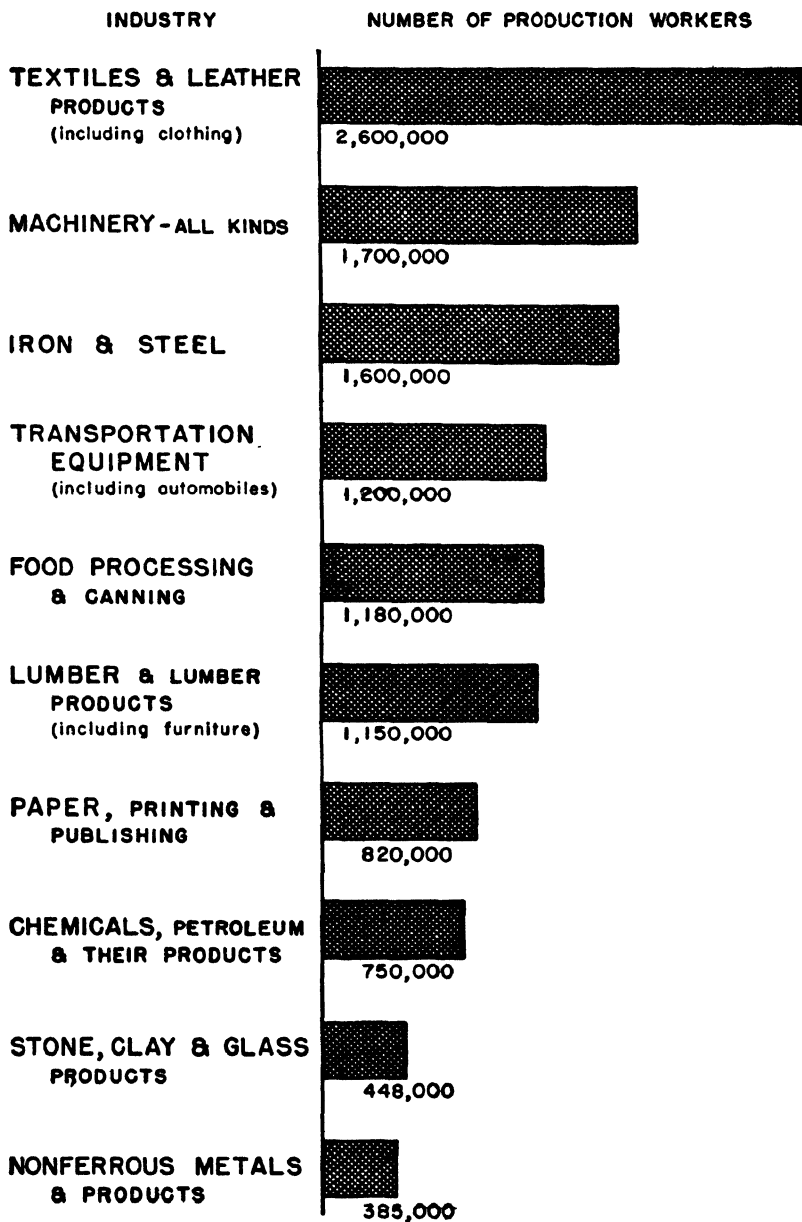 INDUSTRY NUMBER OF PRODUCTION WORKERS
TEXTILES & LEATHER
PRODUCTS
(including clothing)
2,600,000
MACHINERY-ALL KINDS
1,700,000
IRON & STEEL
1,600,000
TRANSPORTATION
EQUIPMENT
(including automobiles)
1,200,000
FOOD PROCESSING
& CANNING
1,180,000
LUMBER & LUMBER
PRODUCTS
(including furniture)
1,150,000
PAPER, PRINTING &
PUBLISHING
820,000
CHEMICALS, PETROLEUM
& THEIR PRODUCTS
750,000
STONE, CLAY & GLASS
PRODUCTS
448,000
NONFERROUS METALS
& PRODUCTS
385,000